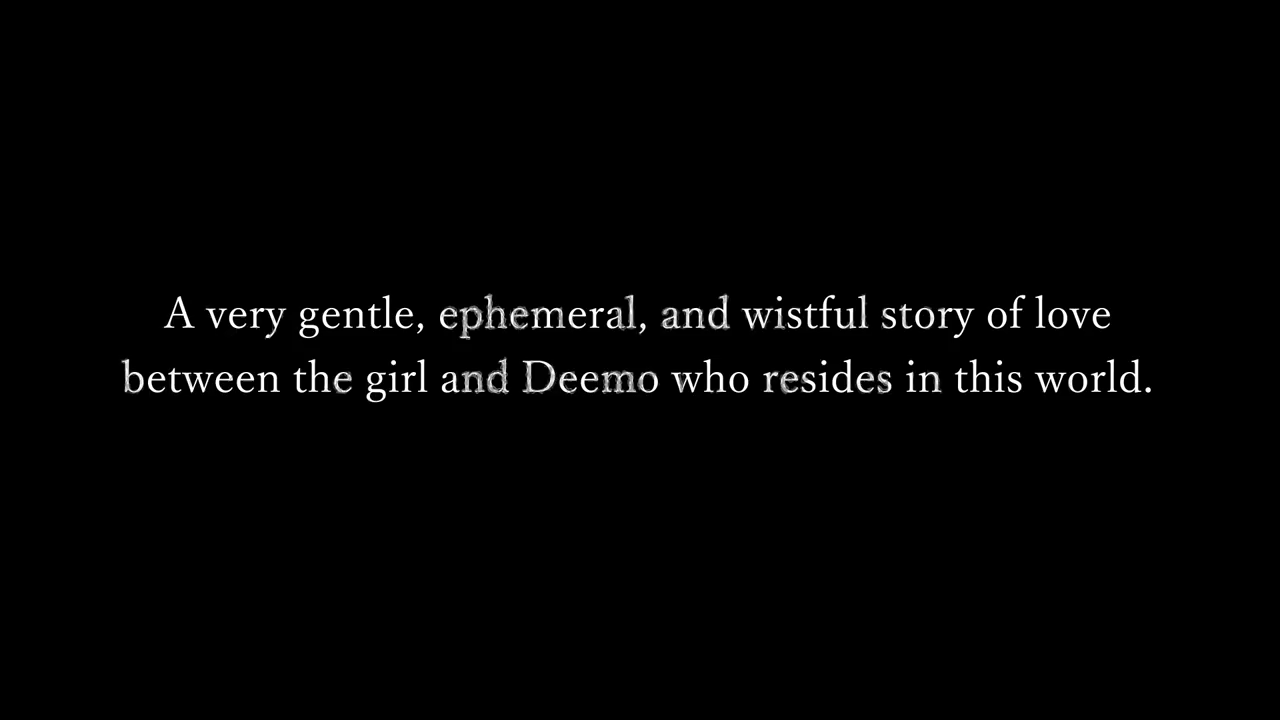 A very gentle, ephemeral, and wistful story of love
between the girl and Deemo who resides in this world.